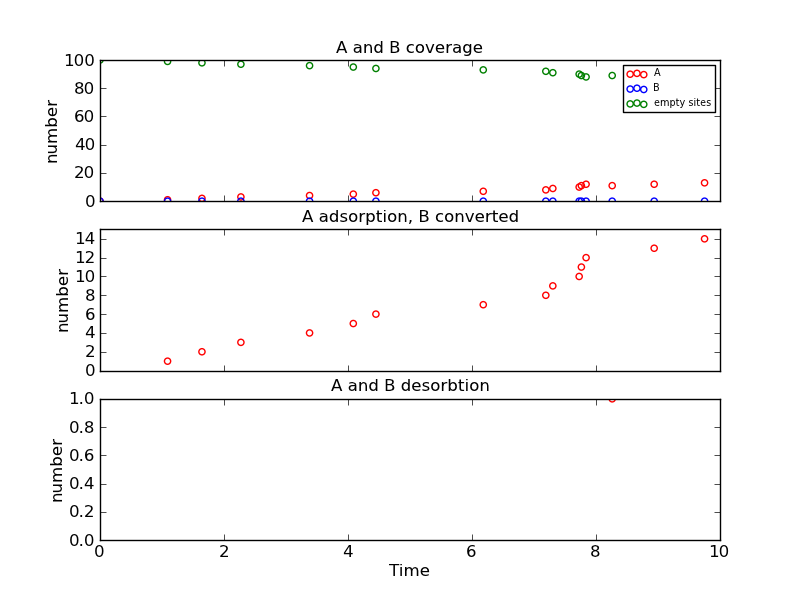 A and B coverage
100
80
60
40
20
0
number
A
B
empty sites
A adsorption, B converted
14
12
10
8
6
4
2
0
number
A and B desorbtion
1.0
0.8
0.6
0.4
0.2
0.0
number
0 2 4 6 8 10
Time